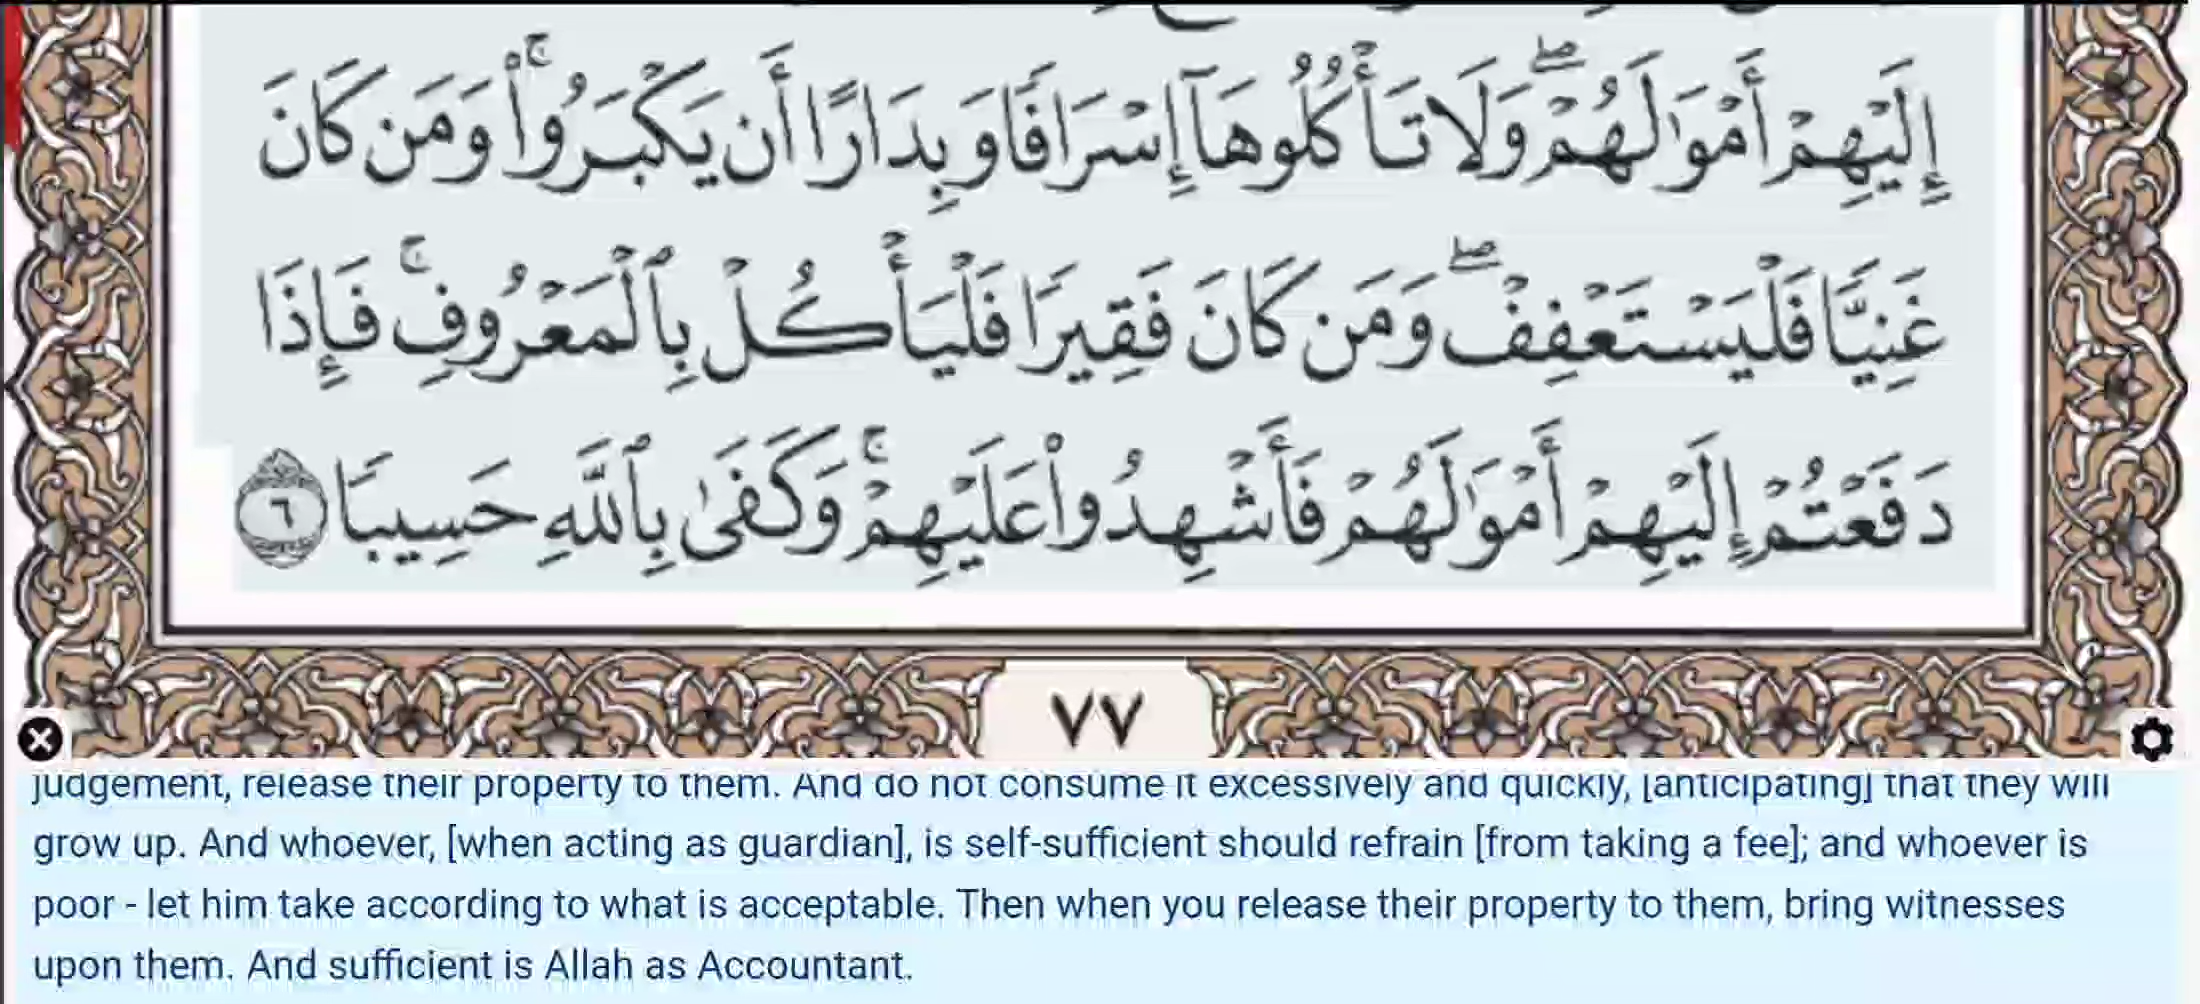 إِلَيْهِمْ أَمْوَٰلَهُمْ ۖ وَلَا تَأْكُلُوهَآ إِسْرَافًا وَبِدَارًا أَن يَكْبَرُوا۟ ۚ وَمَن كَانَ
غَنِيًّا فَلْيَسْتَعْفِفْ ۖ وَمَن كَانَ فَقِيرًا فَلْيَأْكُلْ بِٱلْمَعْرُوفِ ۚ فَإِذَا
دَفَعْتُمْ إِلَيْهِمْ أَمْوَٰلَهُمْ فَأَشْهِدُوا۟ عَلَيْهِمْ ۚ وَكَفَىٰ بِٱللَّهِ حَسِيبًا ٦
٧٧
judgement, release their property to them. And do not consume it excessively and quickly, [anticipating] that they will
grow up. And whoever, [when acting as guardian], is self-sufficient should refrain [from taking a fee]; and whoever is
poor - let him take according to what is acceptable. Then when you release their property to them, bring witnesses
upon them. And sufficient is Allah as Accountant.